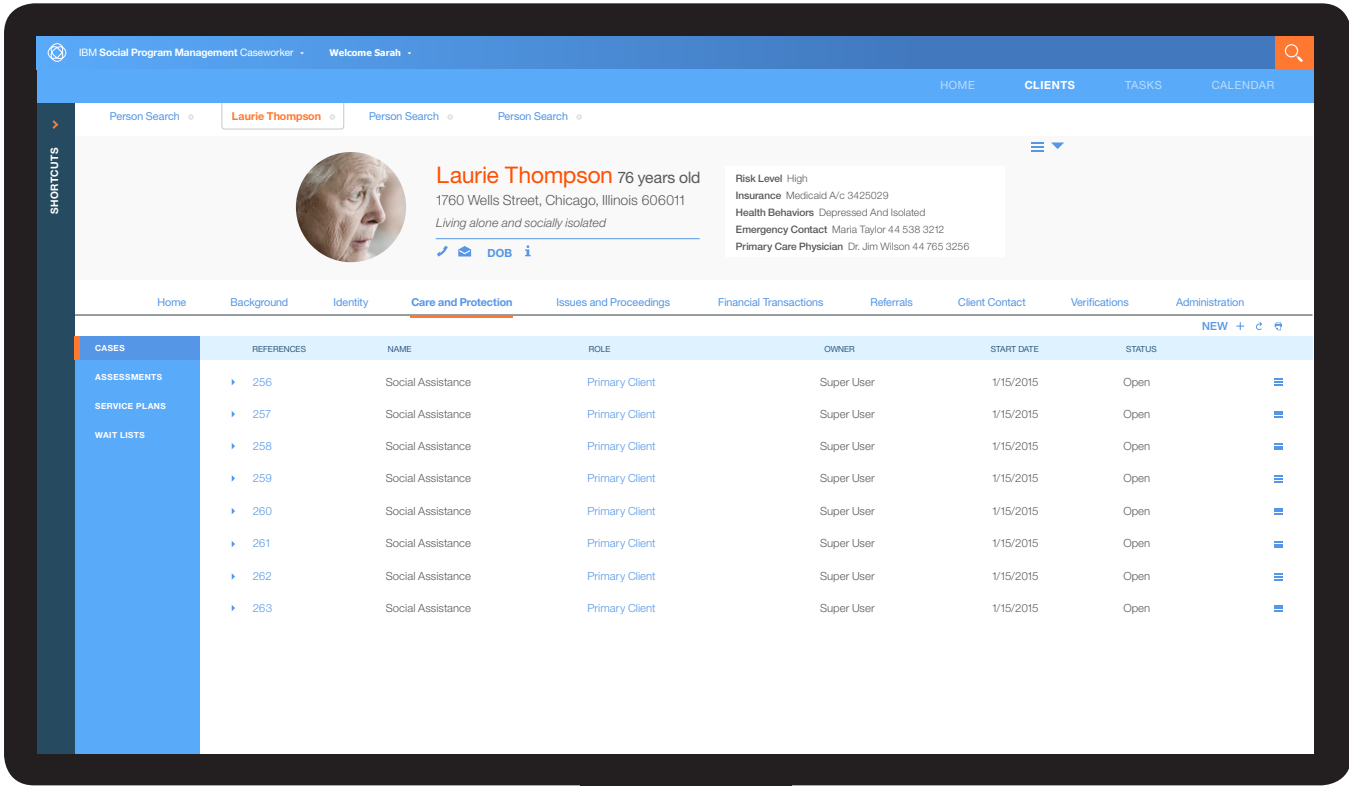 IBM Social Program Management Caseworker Welcome Sarah
HOME CLIENTS TASKS CALENDAR
Person Search Laurie Thompson Person Search Person Search
SHORTCUTS
Laurie Thompson 76 years old
1760 Wells Street, Chicago, Illinois 606011
Living alone and socially isolated
DOB i
Risk Level High
Insurance Medicaid A/c 3425029
Health Behaviors Depressed And Isolated
Emergency Contact Maria Taylor 44 538 3212
Primary Care Physician Dr. Jim Wilson 44 765 3256
Home Background Identity Care and Protection Issues and Proceedings Financial Transactions Referrals Client Contact Verifications Administration
NEW +
CASES
ASSESSMENTS
SERVICE PLANS
WAIT LISTS
REFERENCES NAME ROLE OWNER START DATE STATUS
256 Social Assistance Primary Client Super User 1/15/2015 Open
257 Social Assistance Primary Client Super User 1/15/2015 Open
258 Social Assistance Primary Client Super User 1/15/2015 Open
259 Social Assistance Primary Client Super User 1/15/2015 Open
260 Social Assistance Primary Client Super User 1/15/2015 Open
261 Social Assistance Primary Client Super User 1/15/2015 Open
262 Social Assistance Primary Client Super User 1/15/2015 Open
263 Social Assistance Primary Client Super User 1/15/2015 Open